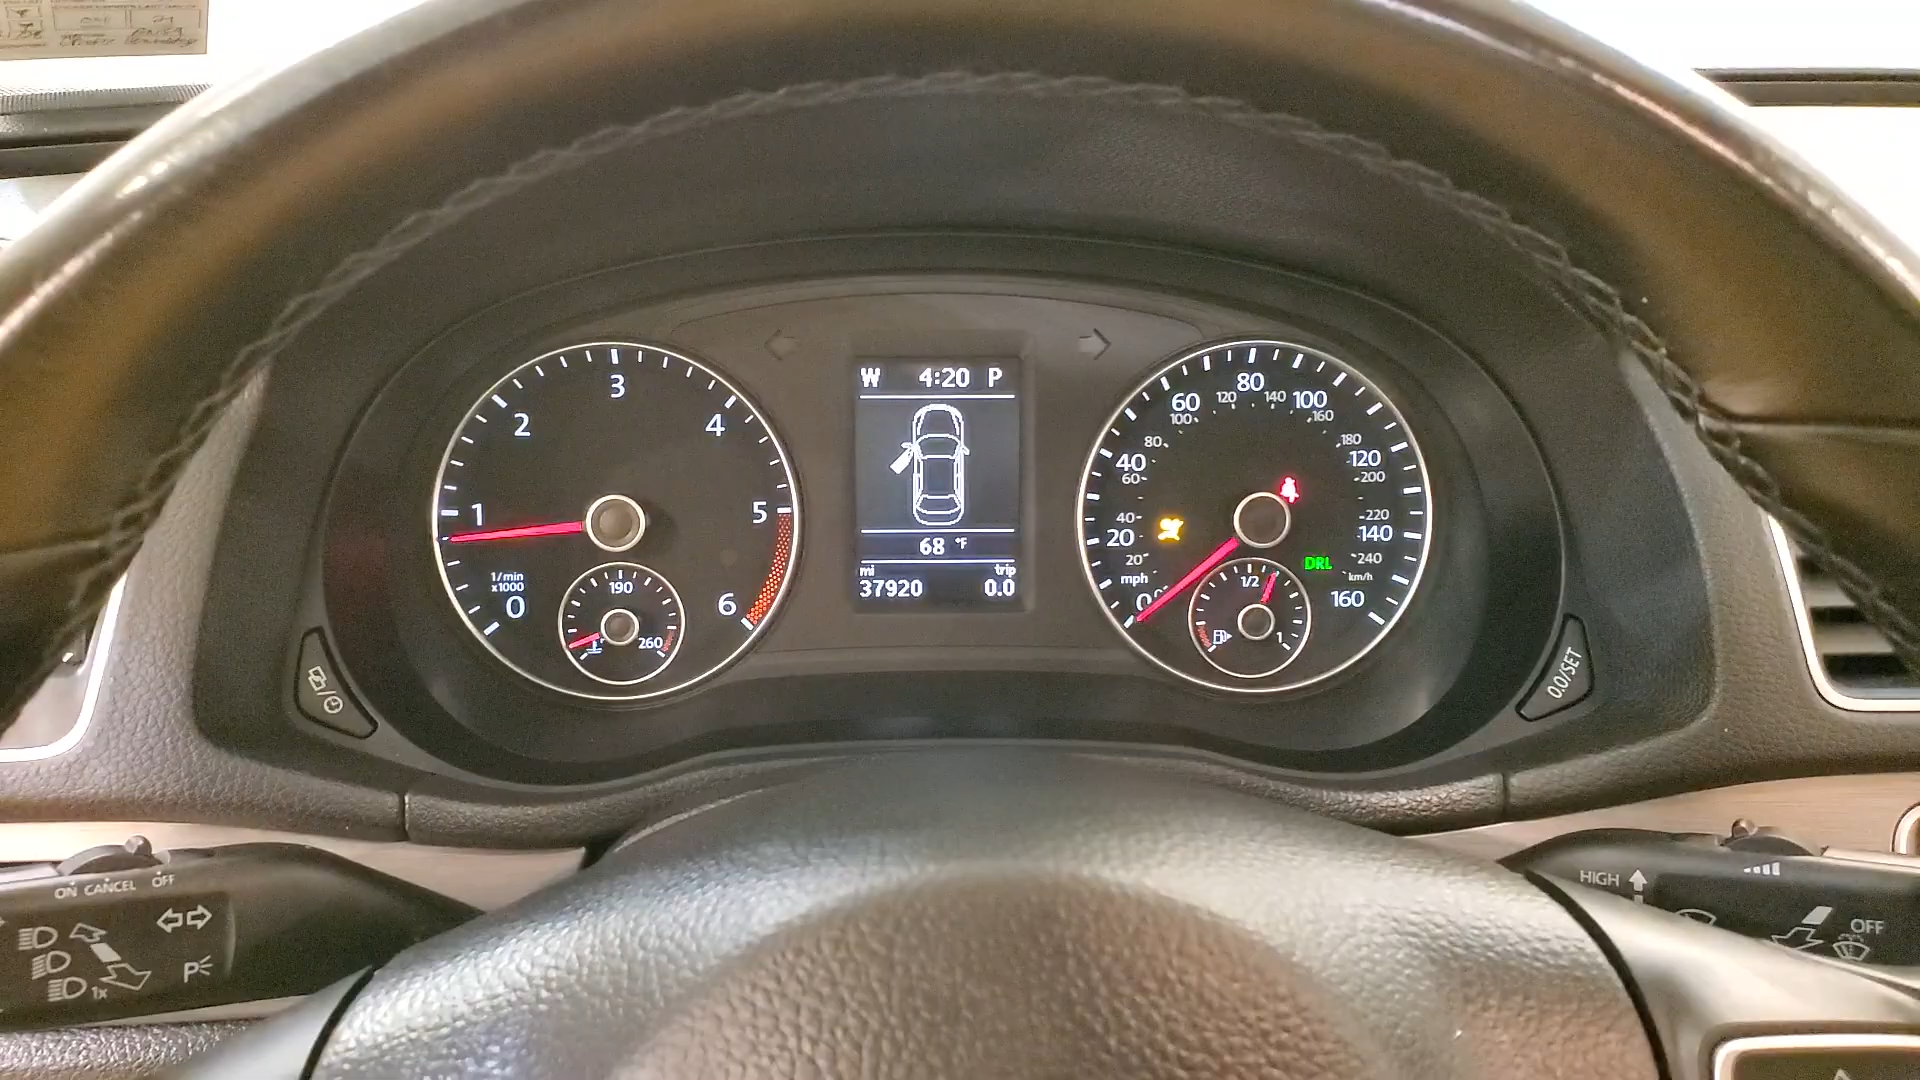 W 4:20 P
68 °F
mi trip
37920 0.0
0
1
2
3
4
5
6
1/min
x1000
190
260
0
20
40
60
80
100
120
140
160
20
40
60
80
100
120
140
160
180
200
220
240
mph
km/h
DRL
1/2
1
0.0/SET
ON CANCEL OFF
1x
P
HIGH
OFF